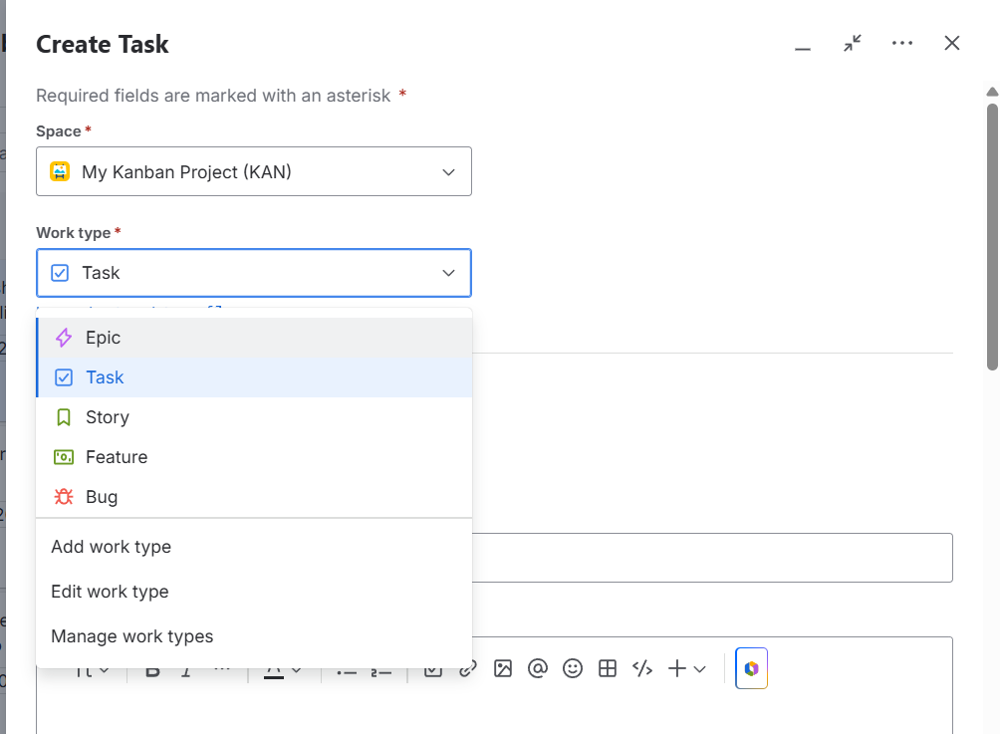 Create Task
Required fields are marked with an asterisk *
Space *
My Kanban Project (KAN)
Work type *
Task
Epic
Task
Story
Feature
Bug
Add work type
Edit work type
Manage work types